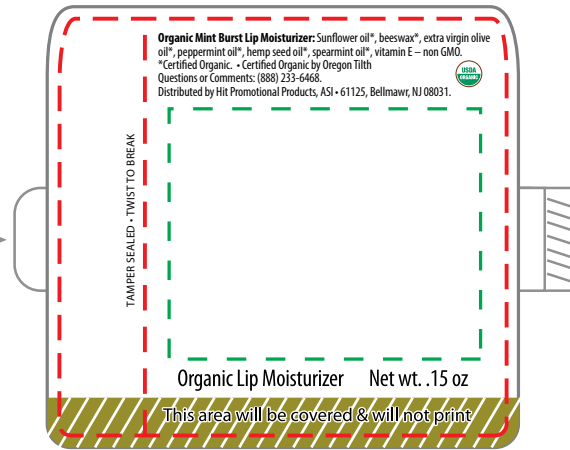 Organic Mint Burst Lip Moisturizer: Sunflower oil*, beeswax*, extra virgin olive
oil*, peppermint oil*, hemp seed oil*, spearmint oil*, vitamin E – non GMO.
*Certified Organic. • Certified Organic by Oregon Tilth
Questions or Comments: (888) 233-6468.
Distributed by Hit Promotional Products, ASI • 61125, Bellmawr, NJ 08031.
USDA
ORGANIC
TAMPER SEALED • TWIST TO BREAK
Organic Lip Moisturizer Net wt. .15 oz
This area will be covered & will not print